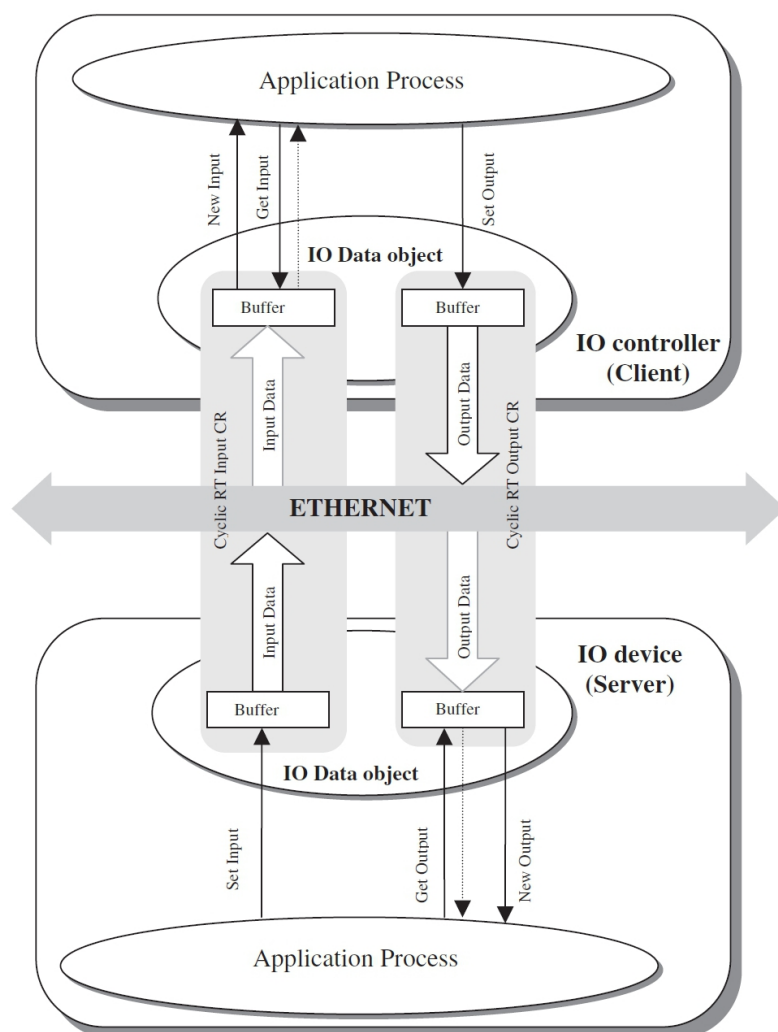 Application Process
New Input
Get Input
Set Output
IO Data object
Buffer
Buffer
IO controller
(Client)
Cyclic RT Input CR
Input Data
Output Data
Cyclic RT Output CR
ETHERNET
Input Data
Output Data
IO device
(Server)
Buffer
Buffer
IO Data object
Set Input
Get Output
New Output
Application Process